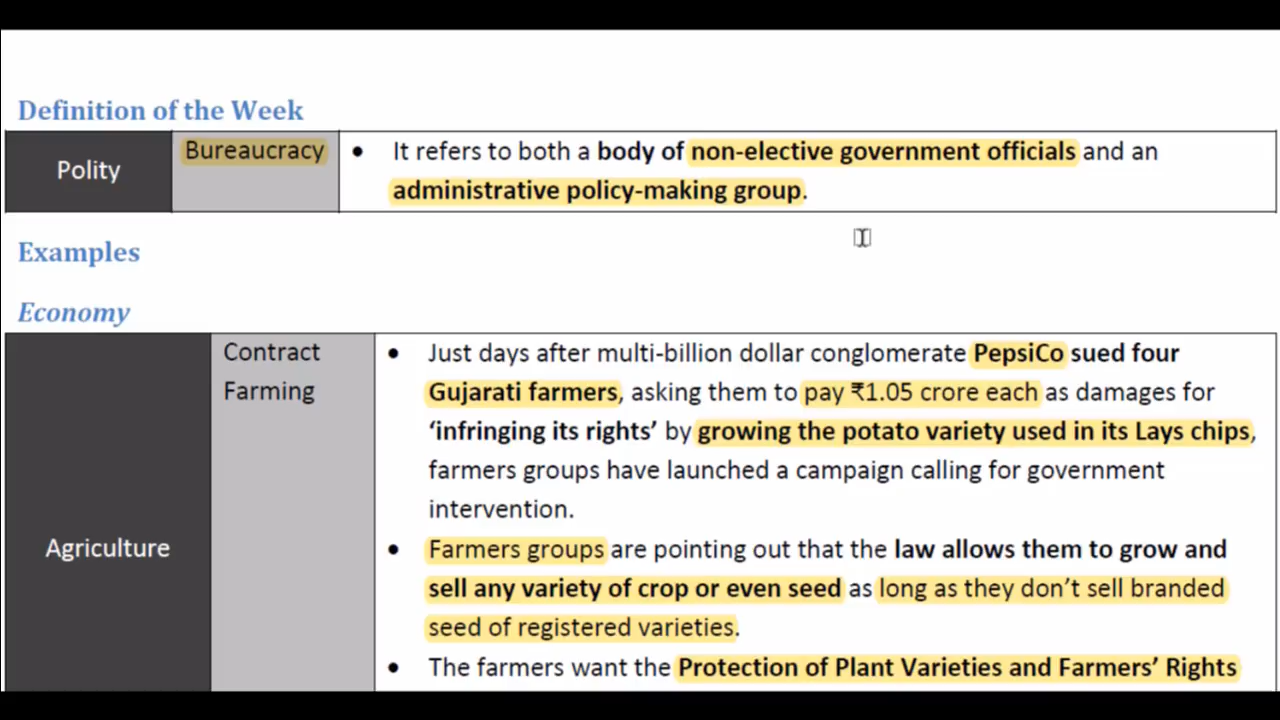 Definition of the Week
Polity
Bureaucracy
• It refers to both a body of non-elective government officials and an
administrative policy-making group.
Examples
Economy
Agriculture
Contract
Farming
• Just days after multi-billion dollar conglomerate PepsiCo sued four
Gujarati farmers, asking them to pay ₹1.05 crore each as damages for
‘infringing its rights’ by growing the potato variety used in its Lays chips,
farmers groups have launched a campaign calling for government
intervention.
• Farmers groups are pointing out that the law allows them to grow and
sell any variety of crop or even seed as long as they don’t sell branded
seed of registered varieties.
• The farmers want the Protection of Plant Varieties and Farmers’ Rights